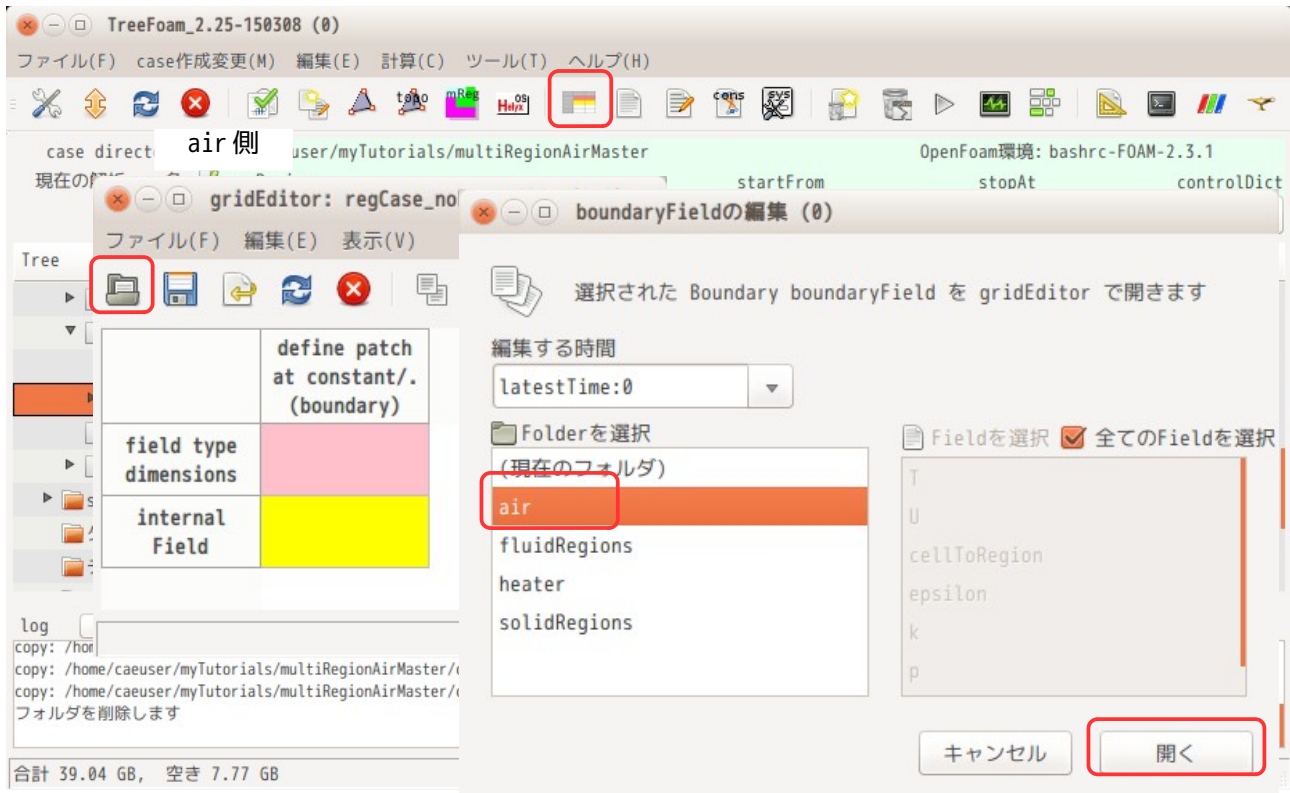 TreeFoam_2.25-150308 (0)
ファイル(F) case作成変更(M) 編集(E) 計算(C) ツール(T) ヘルプ(H)
topo mReg OS Helyx cons sys
air側
case direct user/myTutorials/multiRegionAirMaster OpenFoam環境: bashrc-FOAM-2.3.1
現在の解析 名 startFrom stopAt controlDict
gridEditor: regCase_no
ファイル(F) 編集(E) 表示(V)
Tree
define patch
at constant/.
(boundary)
field type
dimensions
internal
Field
boundaryFieldの編集 (0)
選択された Boundary boundaryField を gridEditor で開きます
編集する時間
latestTime:0
Folderを選択
(現在のフォルダ)
air
fluidRegions
heater
solidRegions
Fieldを選択 全てのFieldを選択
T
U
cellToRegion
epsilon
k
p
キャンセル 開く
log
copy: /hom
copy: /home/caeuser/myTutorials/multiRegionAirMaster/
copy: /home/caeuser/myTutorials/multiRegionAirMaster/
フォルダを削除します
合計 39.04 GB, 空き 7.77 GB